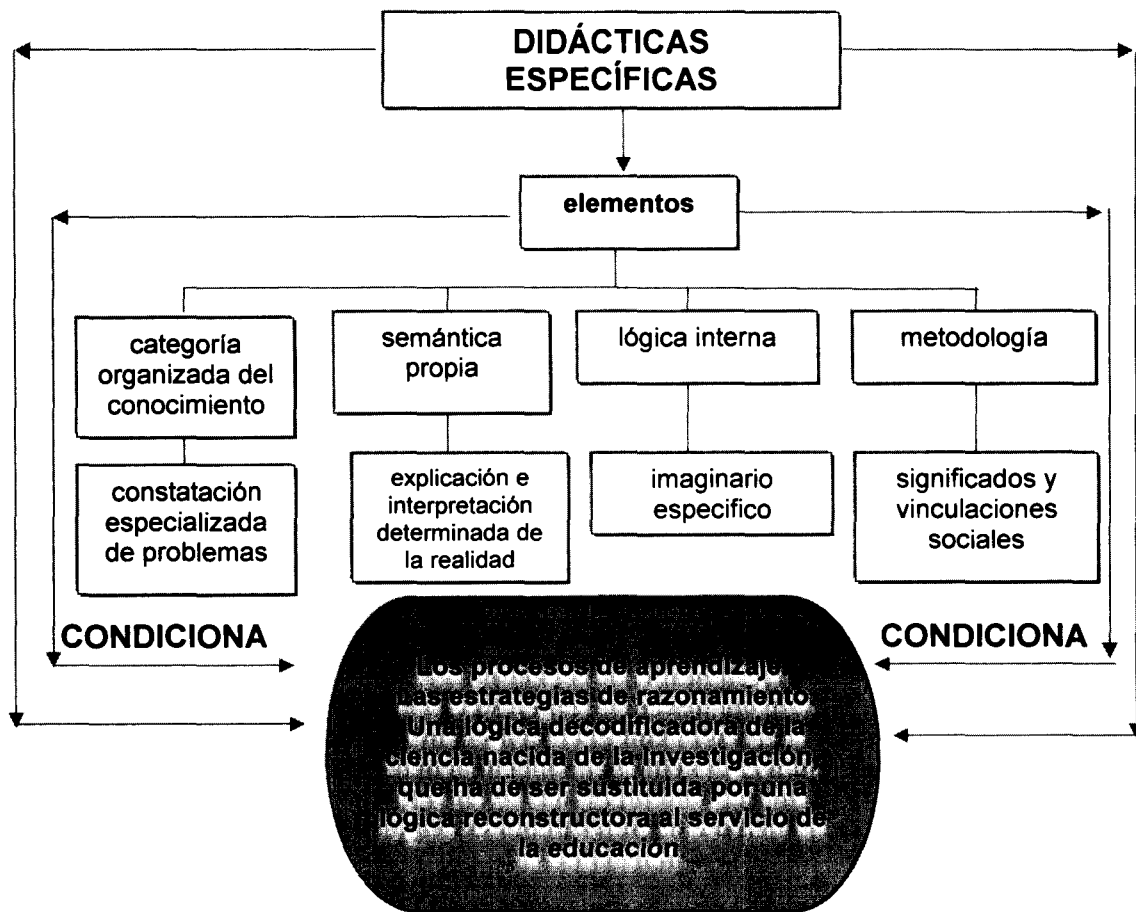 DIDÁCTICAS
ESPECÍFICAS
elementos
categoría
organizada del
conocimiento
semántica
propia
lógica interna
metodología
constatación
especializada
de problemas
explicación e
interpretación
determinada de
la realidad
imaginario
especifico
significados y
vinculaciones
sociales
CONDICIONA
CONDICIONA
Los procesos de aprendizaje
Las estrategias de razonamiento
Una lógica decodificadora de la
ciencia nacida de la investigación,
que ha de ser sustituida por una
lógica reconstructora al servicio de
la educación